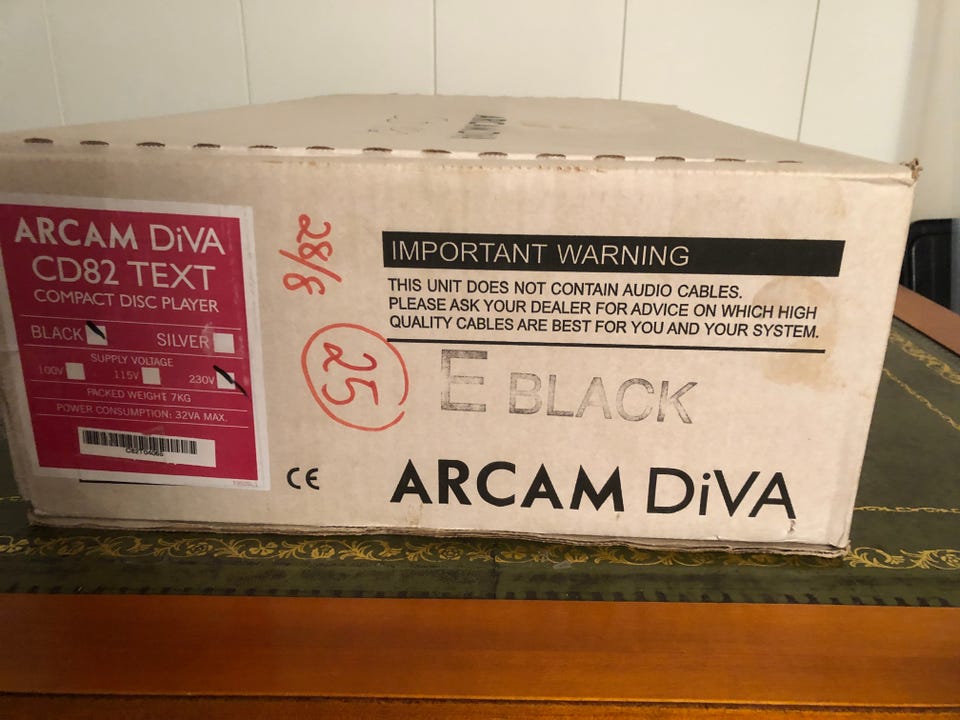 ARCAM DiVA
CD82 TEXT
COMPACT DISC PLAYER
BLACK SILVER
SUPPLY VOLTAGE
100V 115V 230V
PACKED WEIGHT 7KG
POWER CONSUMPTION: 32VA MAX.
28/8
25
CE
IMPORTANT WARNING
THIS UNIT DOES NOT CONTAIN AUDIO CABLES.
PLEASE ASK YOUR DEALER FOR ADVICE ON WHICH HIGH
QUALITY CABLES ARE BEST FOR YOU AND YOUR SYSTEM.
E BLACK
ARCAM DiVA